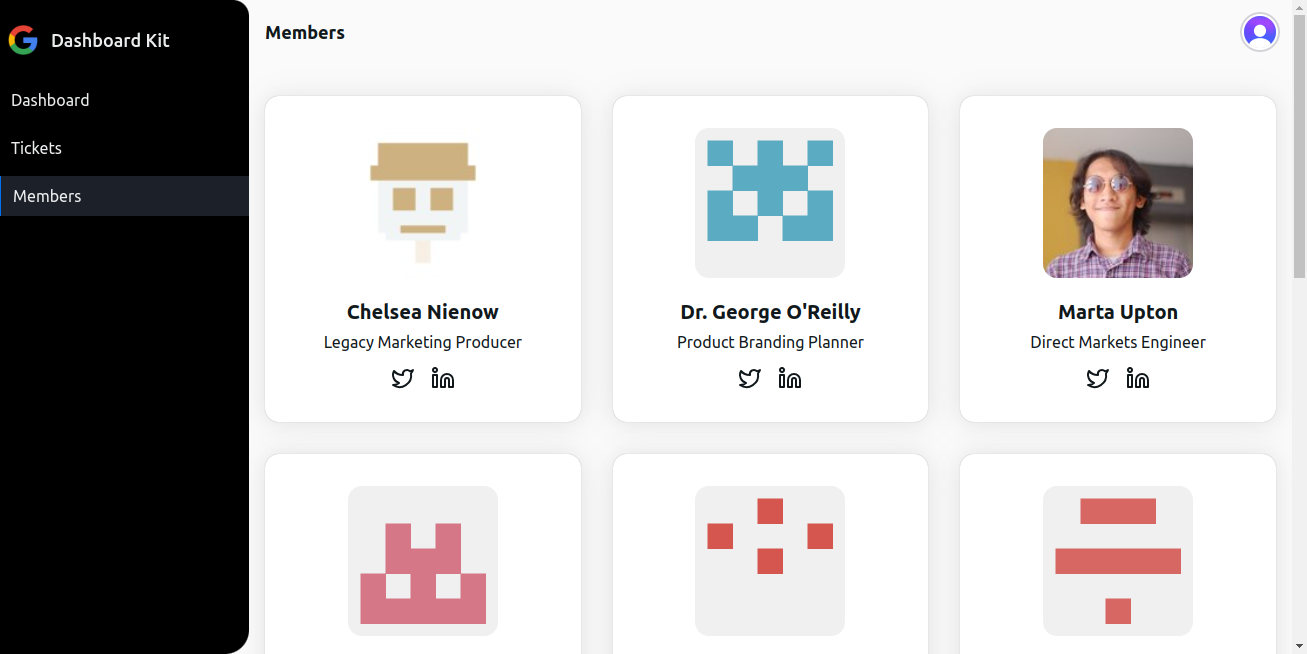 Dashboard Kit
Dashboard
Tickets
Members
Members
Chelsea Nienow
Legacy Marketing Producer
Dr. George O'Reilly
Product Branding Planner
Marta Upton
Direct Markets Engineer